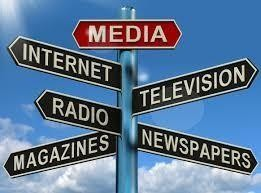 MEDIA
INTERNET
TELEVISION
RADIO
MAGAZINES
NEWSPAPERS